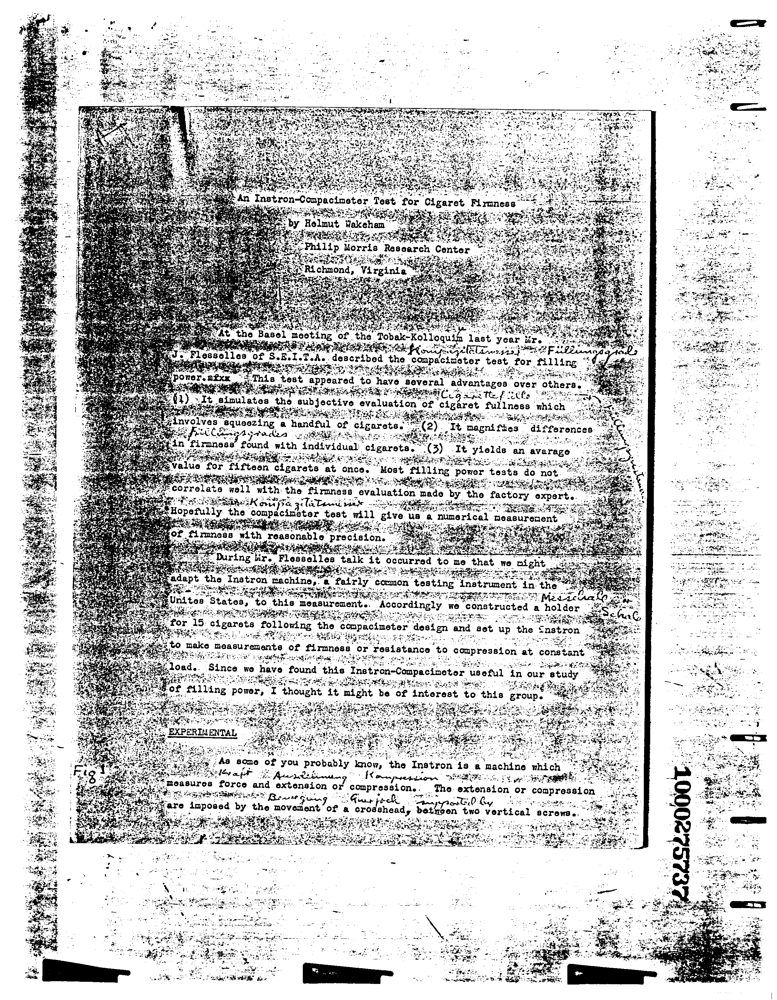 An Instron-Compacimeter Test for Cigaret Firmness
by Helmut Wakeham
Philip Morris Research Center
Richmond, Virginia
At the Basel meeting of the Tobak-Kolloquim last year Mr.
Füllungsgrads
J. Flesselles of S.E.I.T.A. described the compacimeter test for filling
power. This test appeared to have several advantages over others.
(1) It simulates the subjective evaluation of cigaret fullness which
involves squeezing a handful of cigarets. (2) It magnifies differences
Füllungsgrades
in firmness found with individual cigarets. (3) It yields an avarage
value for fifteen cigarets at once. Most filling power tests do not
correlate well with the firmness evaluation made by the factory expert.
Hopefully the compacimeter test will give us a numerical measurement
of firmness with reasonable precision.
During Mr. Flesselles talk it occurred to me that we might
adapt the Instron machine, a fairly common testing instrument in the
Unites States, to this measurement. Accordingly we constructed a holder
for 15 cigarets following the compacimeter design and set up the Instron
to make measurements of firmness or resistance to compression at constant
load. Since we have found this Instron-Compacimeter useful in our study
of filling power, I thought it might be of interest to this group.
EXPERIMENTAL
As some of you probably know, the Instron is a machine which
Fig 1
Kraft Kompression
measures force and extension or compression. The extension or compression
Bewegung Querjoch supported by
are imposed by the movement of a crosshead, between two vertical screws.
1000275737